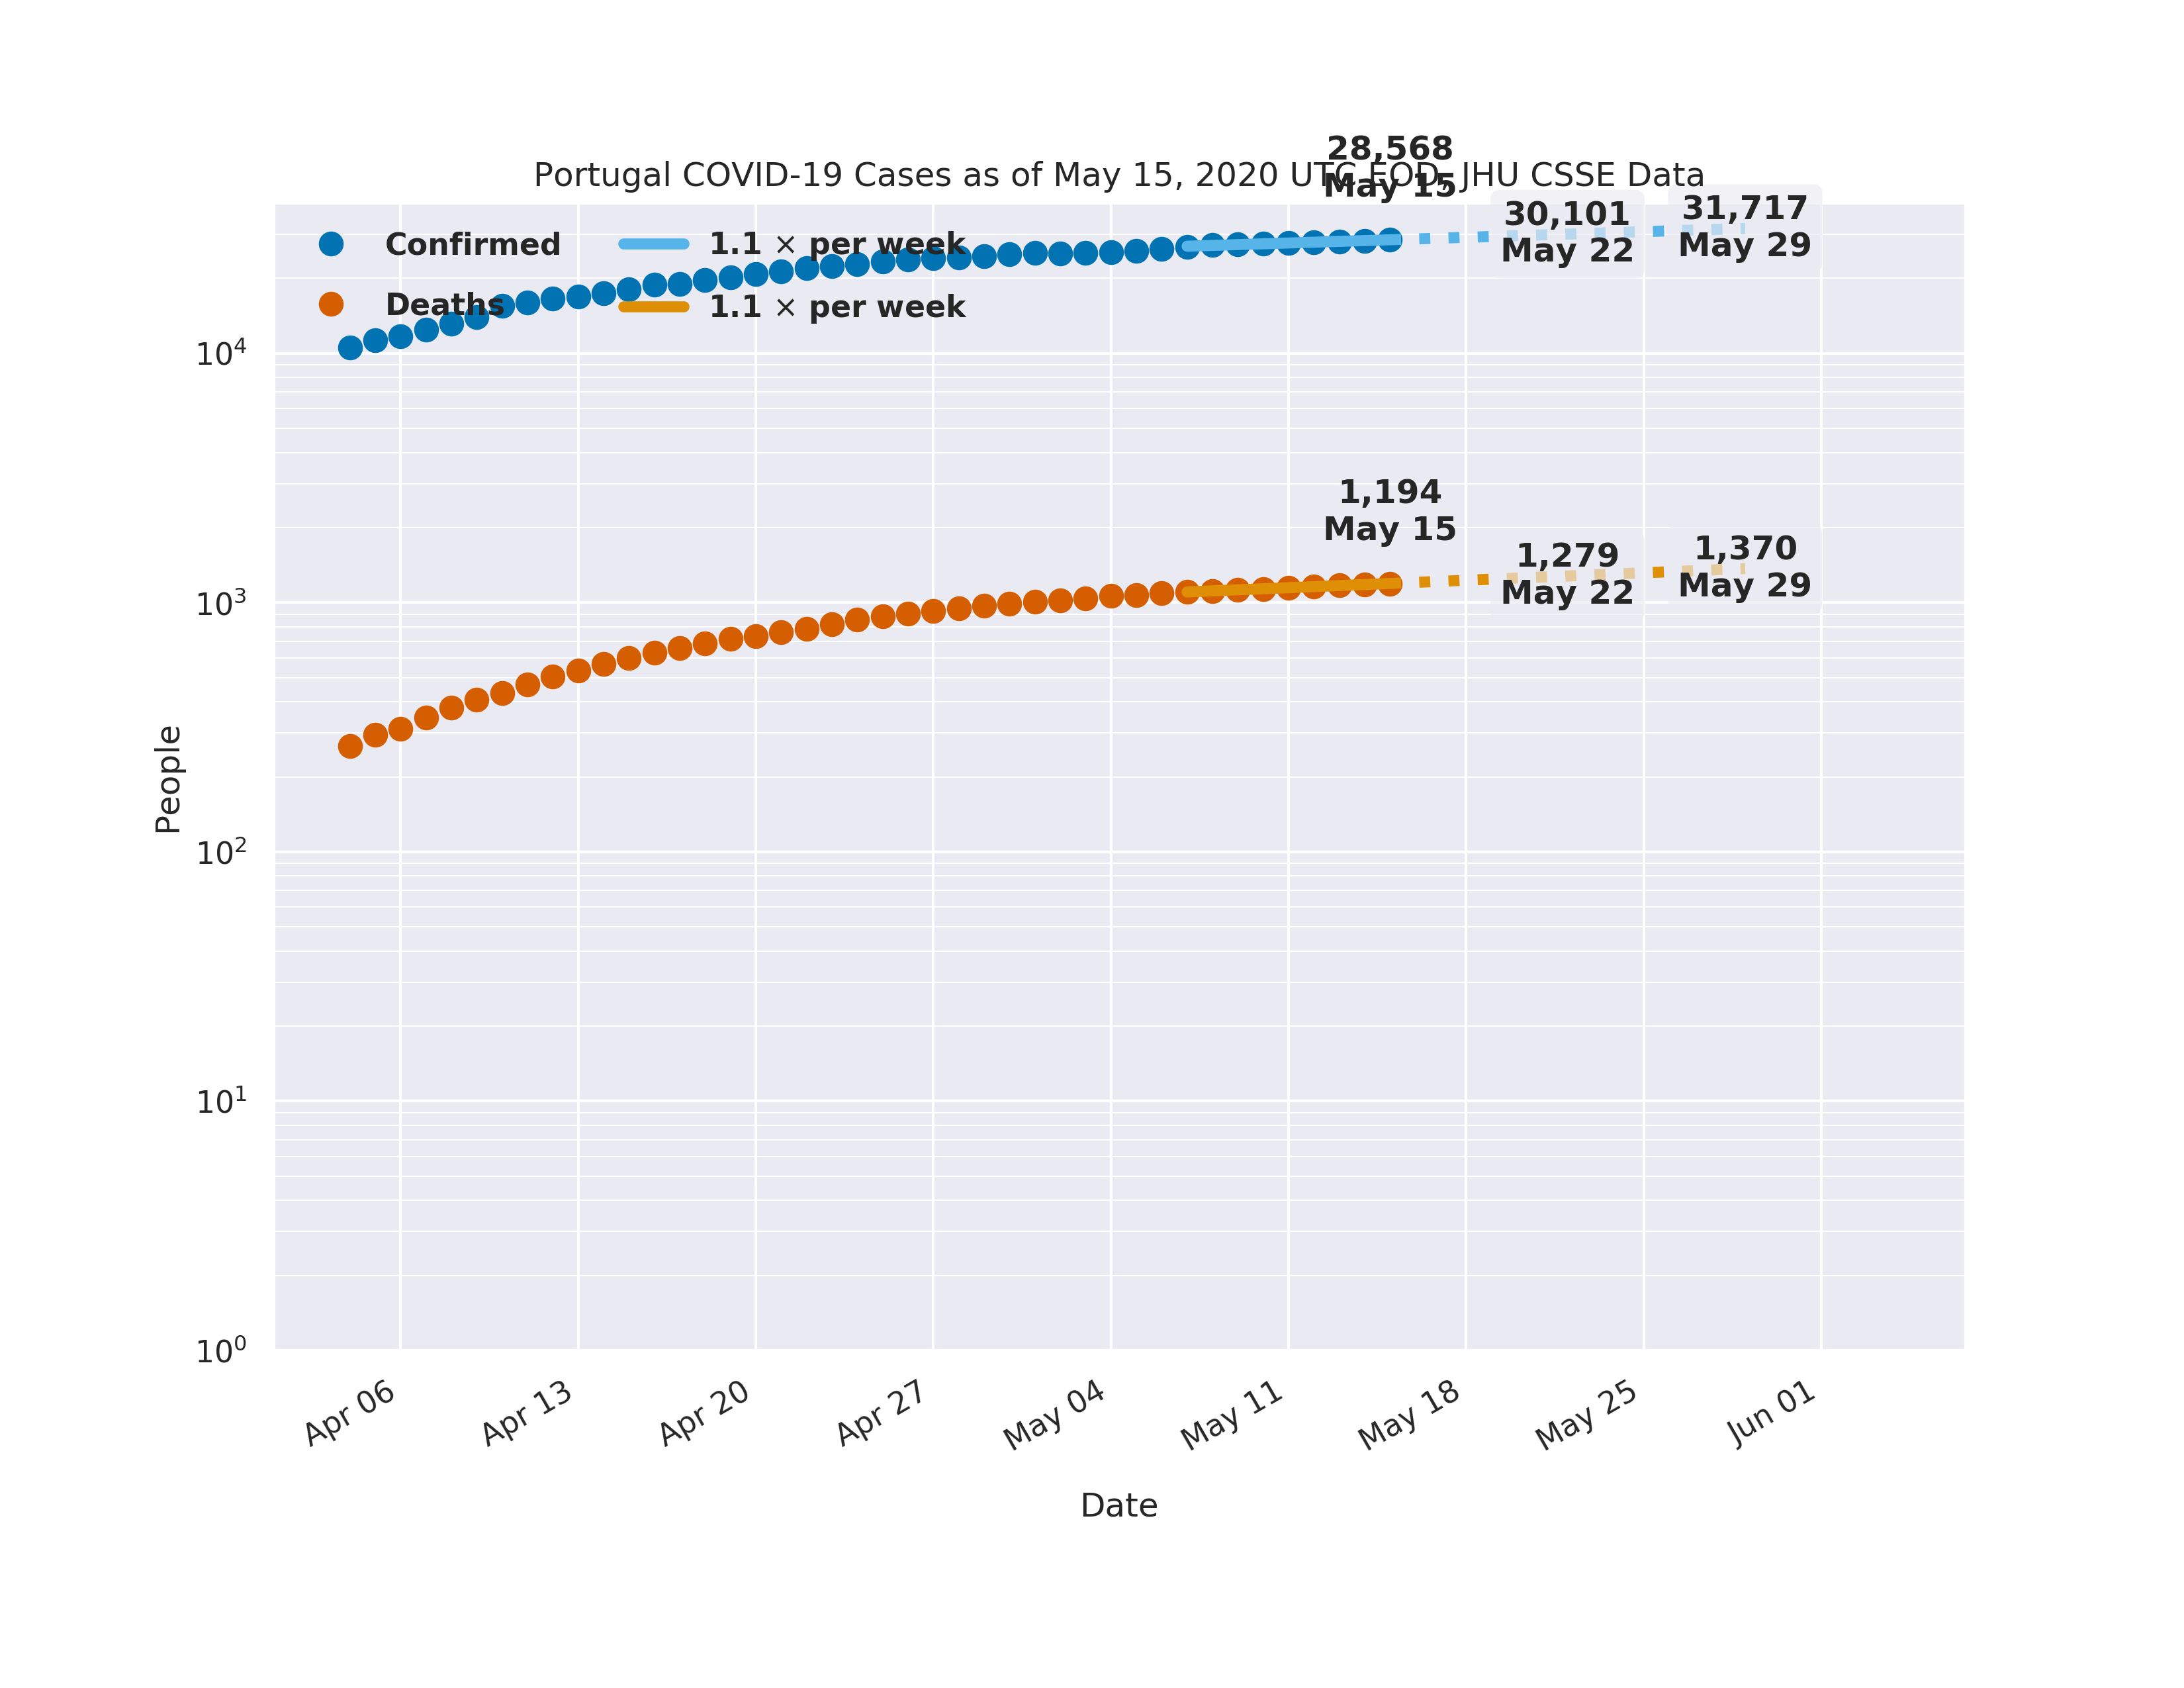 28,568
May 15
Portugal COVID-19 Cases as of May 15, 2020 UTC EOD, JHU CSSE Data
30,101
May 22
31,717
May 29
Confirmed
Deaths
1.1 × per week
1.1 × per week
1,194
May 15
1,279
May 22
1,370
May 29
People
10⁴
10³
10²
10¹
10⁰
Apr 06
Apr 13
Apr 20
Apr 27
May 04
May 11
May 18
May 25
Jun 01
Date